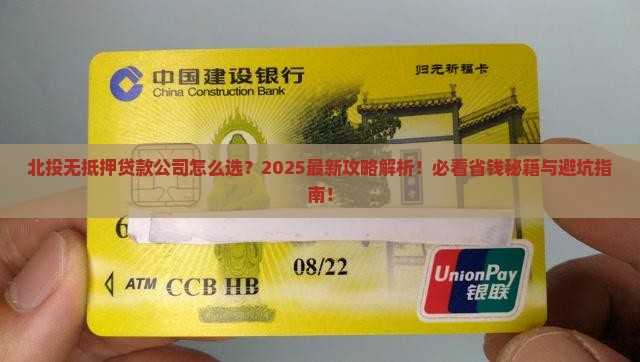 中国建设银行
China Construction Bank
归元祈福卡
北投无抵押贷款公司怎么选？2025最新攻略解析！必看省钱秘籍与避坑指
南！
6
08/22
ATM CCB HB
UnionPay
银联